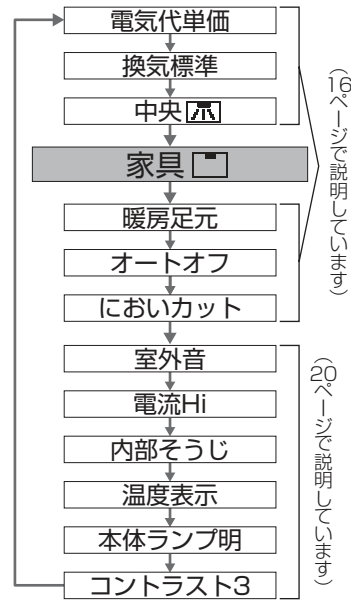 電気代単価
換気標準
中央
家具
暖房足元
オートオフ
においカット
(16ページで説明しています)
室外音
電流Hi
内部そうじ
温度表示
本体ランプ明
コントラスト3
(20ページで説明しています)